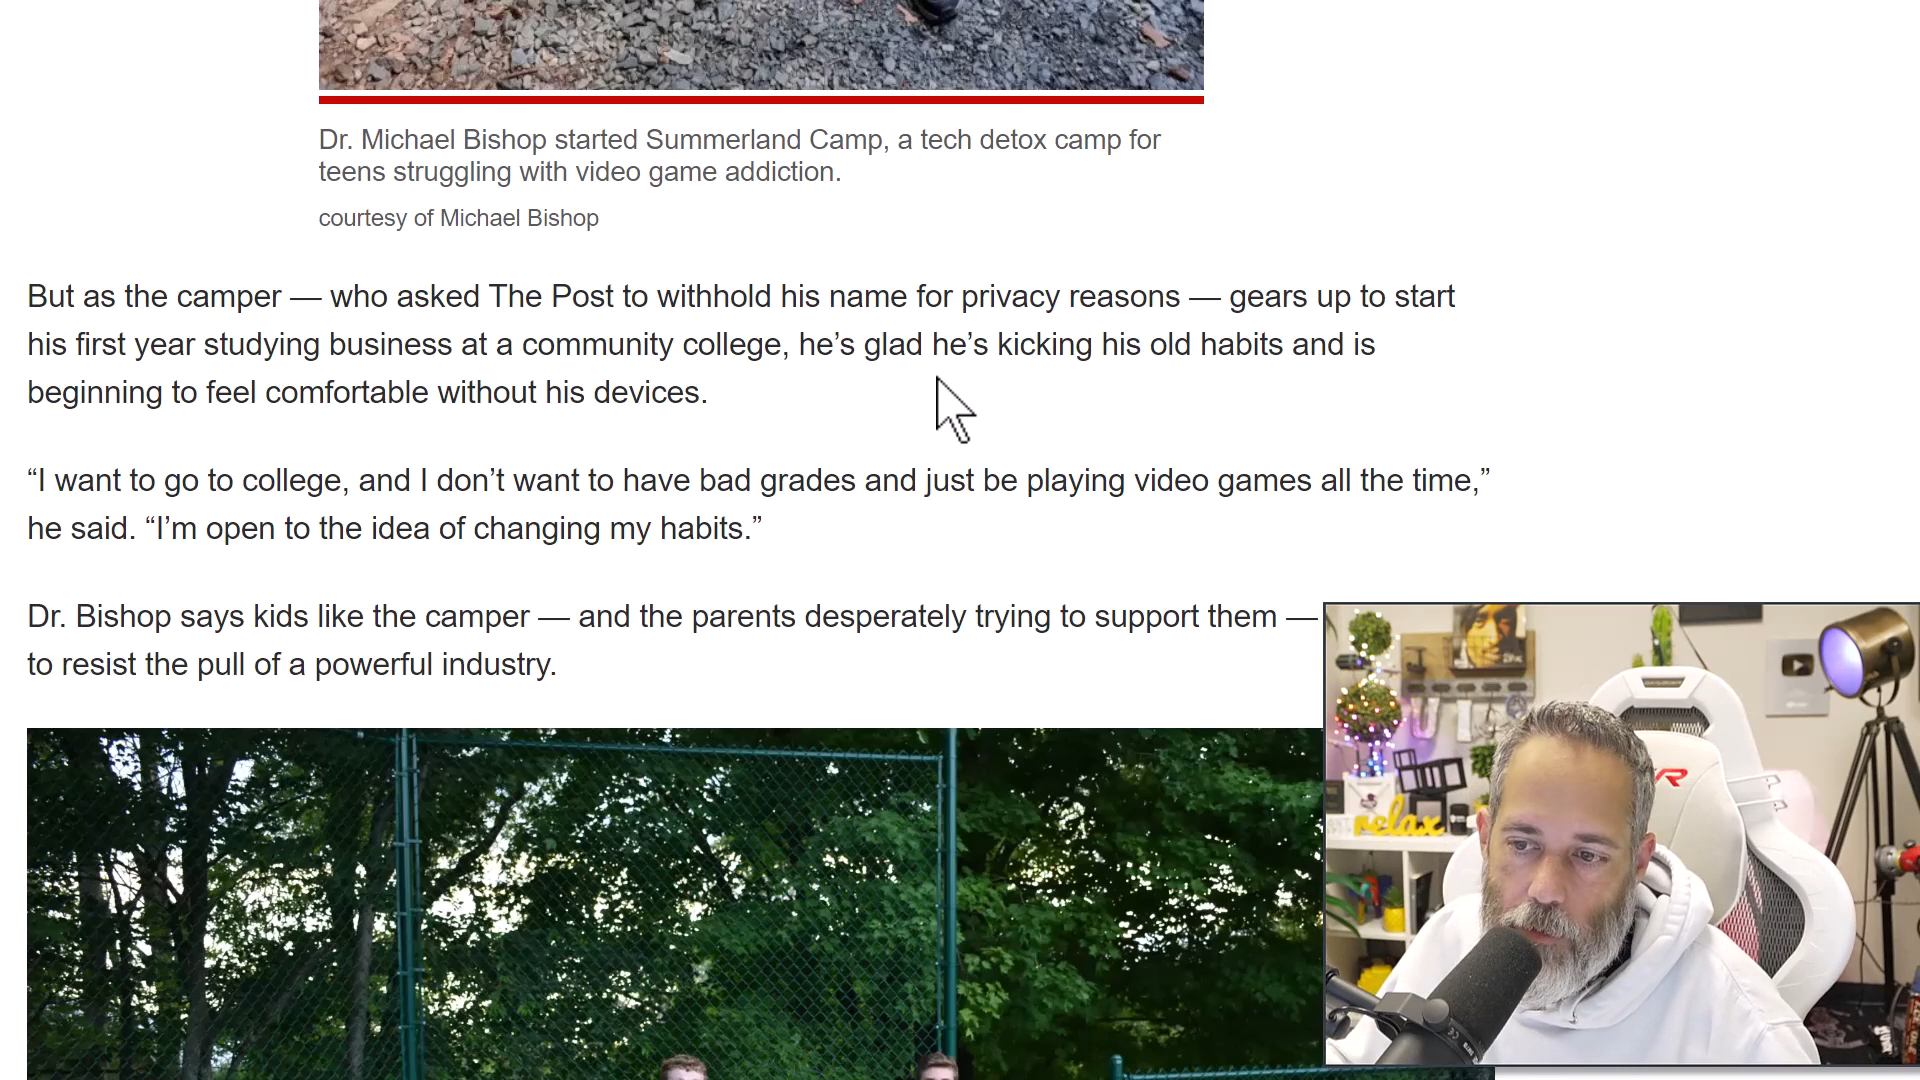 Dr. Michael Bishop started Summerland Camp, a tech detox camp for
teens struggling with video game addiction.
courtesy of Michael Bishop
But as the camper — who asked The Post to withhold his name for privacy reasons — gears up to start
his first year studying business at a community college, he’s glad he’s kicking his old habits and is
beginning to feel comfortable without his devices.
“I want to go to college, and I don’t want to have bad grades and just be playing video games all the time,”
he said. “I’m open to the idea of changing my habits.”
Dr. Bishop says kids like the camper — and the parents desperately trying to support them —
to resist the pull of a powerful industry.
relax